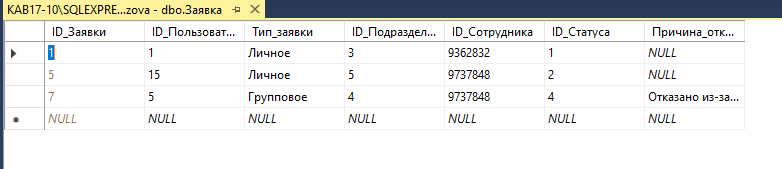 KAB17-10\SQLEXPRE...zova - dbo.Заявка
ID_Заявки ID_Пользоват... Тип_заявки ID_Подраздел... ID_Сотрудника ID_Статуса Причина_отк...
1 1 Личное 3 9362832 1 NULL
5 15 Личное 5 9737848 2 NULL
7 5 Групповое 4 9737848 4 Отказано из-за...
NULL NULL NULL NULL NULL NULL NULL